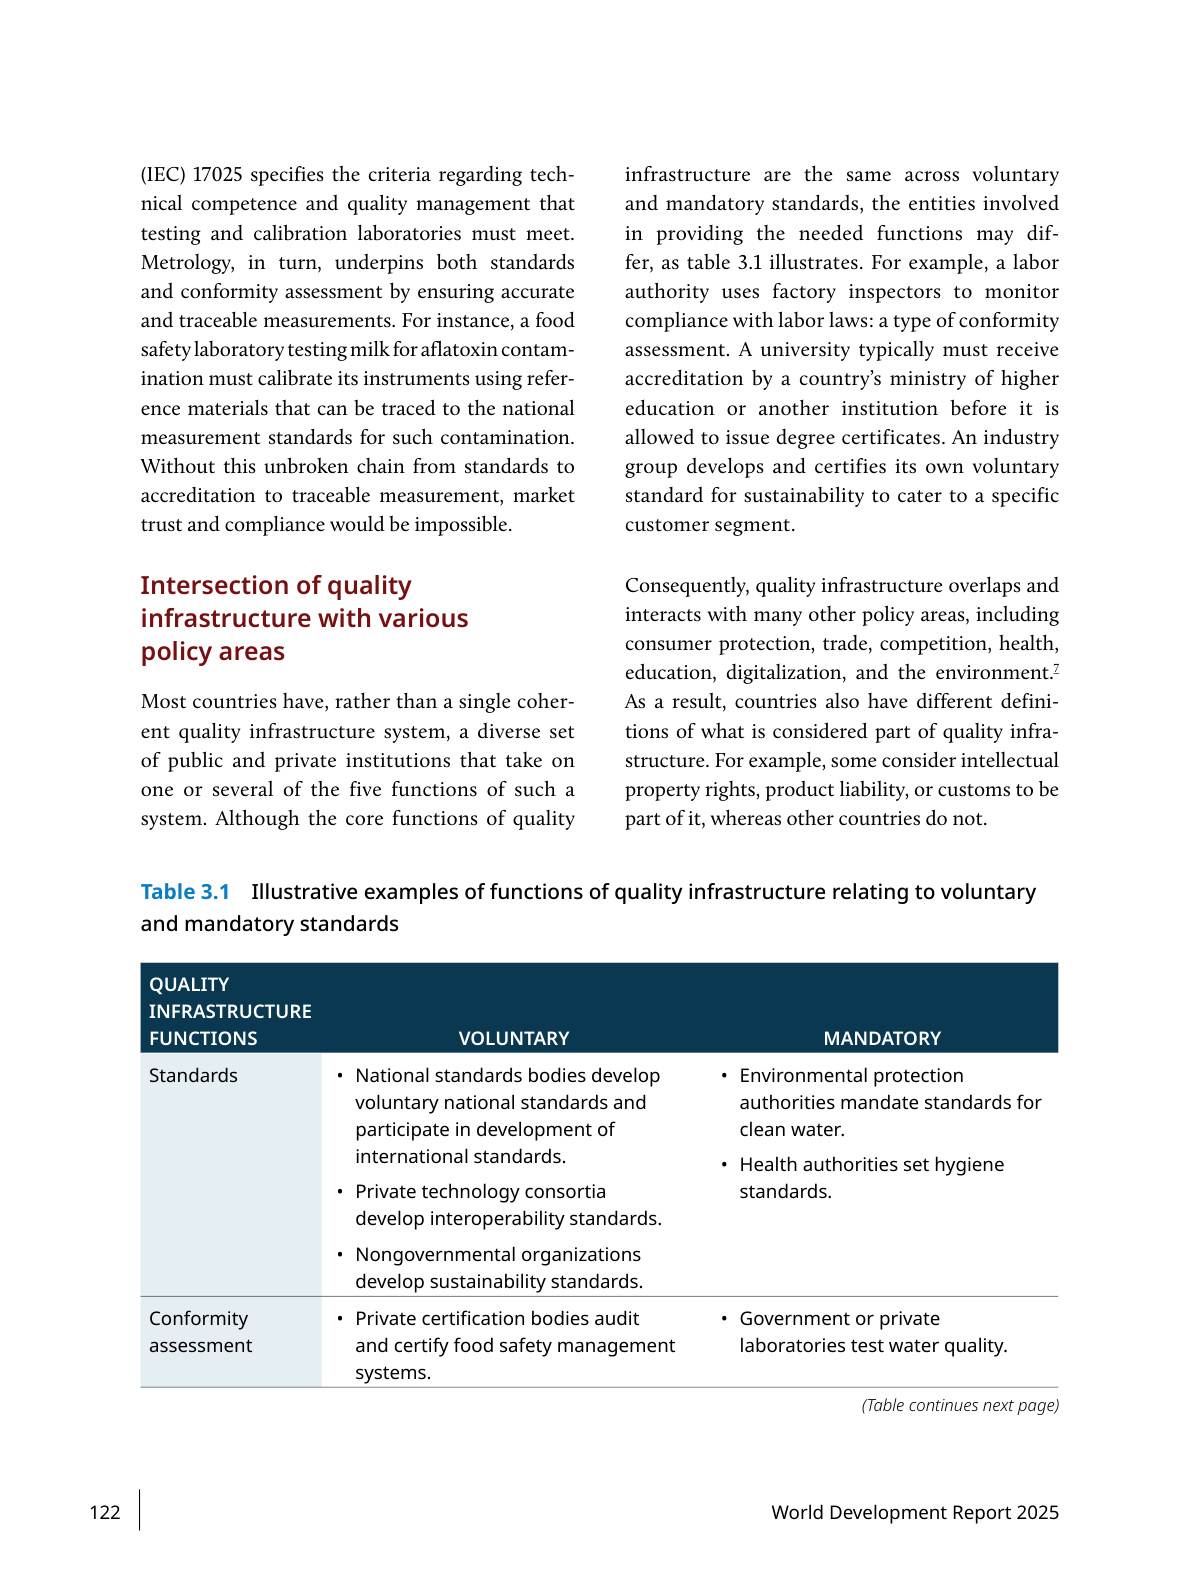 (IEC) 17025 specifies the criteria regarding tech-
nical competence and quality management that
testing and calibration laboratories must meet.
Metrology, in turn, underpins both standards
and conformity assessment by ensuring accurate
and traceable measurements. For instance, a food
safety laboratory testing milk for aflatoxin contam-
ination must calibrate its instruments using refer-
ence materials that can be traced to the national
measurement standards for such contamination.
Without this unbroken chain from standards to
accreditation to traceable measurement, market
trust and compliance would be impossible.
Intersection of quality
infrastructure with various
policy areas
Most countries have, rather than a single coher-
ent quality infrastructure system, a diverse set
of public and private institutions that take on
one or several of the five functions of such a
system. Although the core functions of quality
infrastructure are the same across voluntary
and mandatory standards, the entities involved
in providing the needed functions may dif-
fer, as table 3.1 illustrates. For example, a labor
authority uses factory inspectors to monitor
compliance with labor laws: a type of conformity
assessment. A university typically must receive
accreditation by a country’s ministry of higher
education or another institution before it is
allowed to issue degree certificates. An industry
group develops and certifies its own voluntary
standard for sustainability to cater to a specific
customer segment.
Consequently, quality infrastructure overlaps and
interacts with many other policy areas, including
consumer protection, trade, competition, health,
education, digitalization, and the environment.7
As a result, countries also have different defini-
tions of what is considered part of quality infra-
structure. For example, some consider intellectual
property rights, product liability, or customs to be
part of it, whereas other countries do not.
Table 3.1 Illustrative examples of functions of quality infrastructure relating to voluntary
and mandatory standards
QUALITY
INFRASTRUCTURE
FUNCTIONS
VOLUNTARY
MANDATORY
Standards
• National standards bodies develop
voluntary national standards and
participate in development of
international standards.
• Private technology consortia
develop interoperability standards.
• Nongovernmental organizations
develop sustainability standards.
• Environmental protection
authorities mandate standards for
clean water.
• Health authorities set hygiene
standards.
Conformity
assessment
• Private certification bodies audit
and certify food safety management
systems.
• Government or private
laboratories test water quality.
(Table continues next page)
122
World Development Report 2025